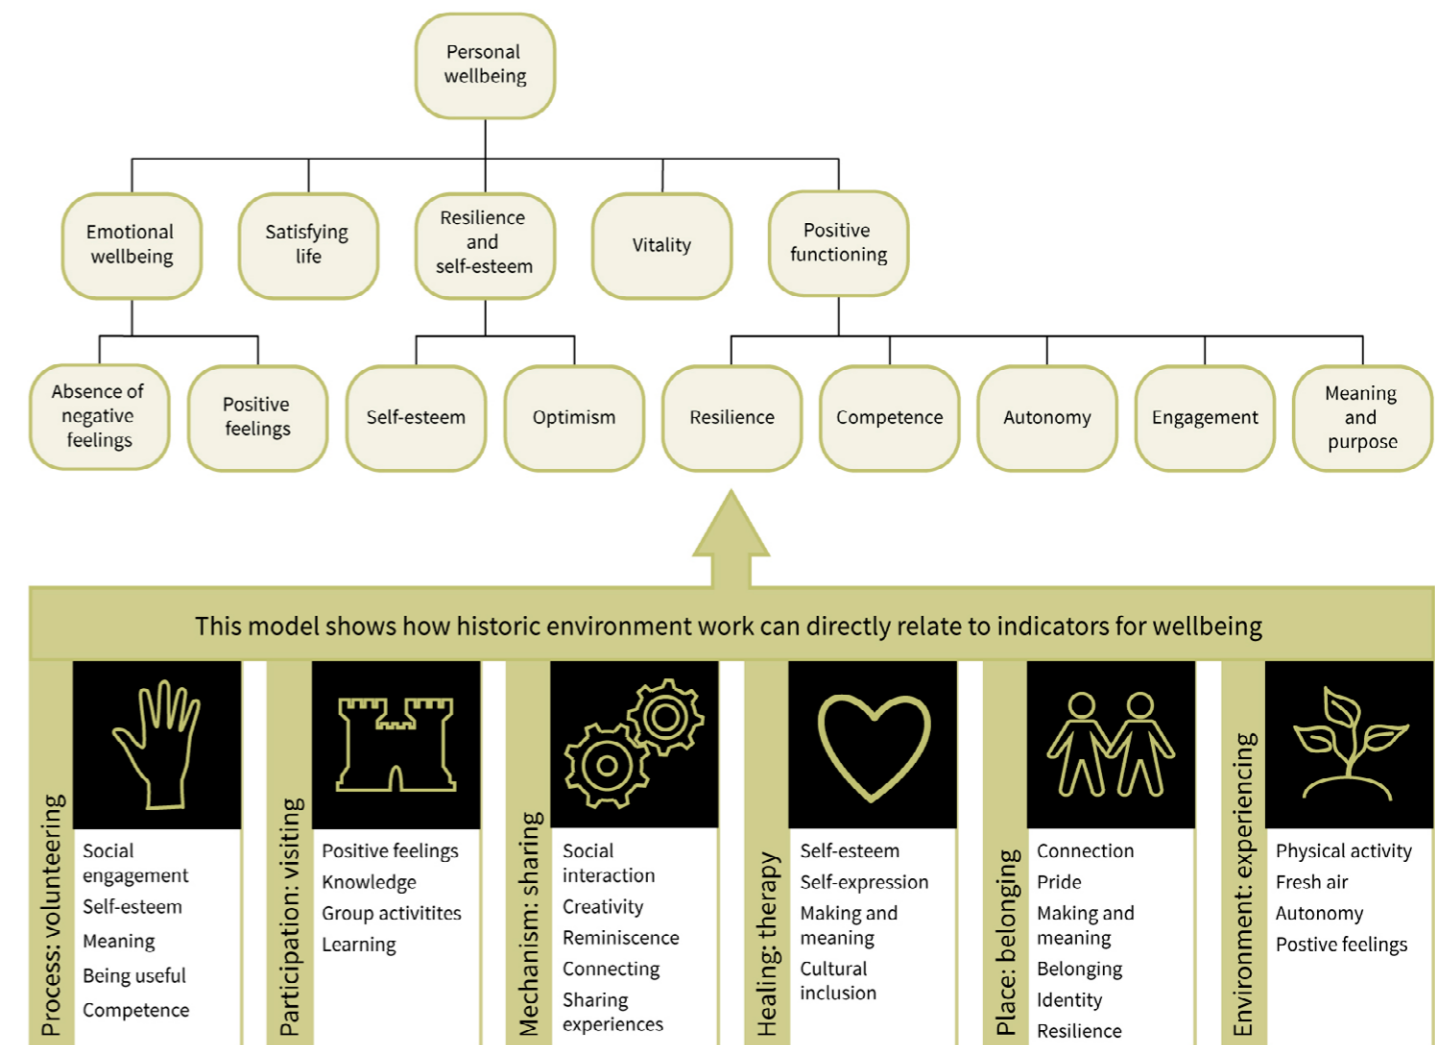 Personal
wellbeing
Emotional
wellbeing
Satisfying
life
Resilience
and
self-esteem
Vitality
Positive
functioning
Absence of
negative
feelings
Positive
feelings
Self-esteem
Optimism
Resilience
Competence
Autonomy
Engagement
Meaning
and
purpose
This model shows how historic environment work can directly relate to indicators for wellbeing
Process: volunteering
Social
engagement
Self-esteem
Meaning
Being useful
Competence
Participation: visiting
Positive feelings
Knowledge
Group activitites
Learning
Mechanism: sharing
Social
interaction
Creativity
Reminiscence
Connecting
Sharing
experiences
Healing: therapy
Self-esteem
Self-expression
Making and
meaning
Cultural
inclusion
Place: belonging
Connection
Pride
Making and
meaning
Belonging
Identity
Resilience
Environment: experiencing
Physical activity
Fresh air
Autonomy
Postive feelings